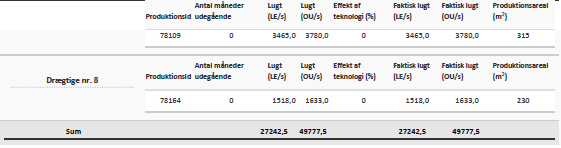 ProduktionsId Antal måneder udegående Lugt (LE/s) Lugt (OU/s) Effekt af teknologi (%) Faktisk lugt (LE/s) Faktisk lugt (OU/s) Produktionsareal (m²)
78109 0 3465,0 3780,0 0 3465,0 3780,0 315
Drægtige nr. 8
ProduktionsId Antal måneder udegående Lugt (LE/s) Lugt (OU/s) Effekt af teknologi (%) Faktisk lugt (LE/s) Faktisk lugt (OU/s) Produktionsareal (m²)
78164 0 1518,0 1633,0 0 1518,0 1633,0 230
Sum 27242,5 49777,5 27242,5 49777,5